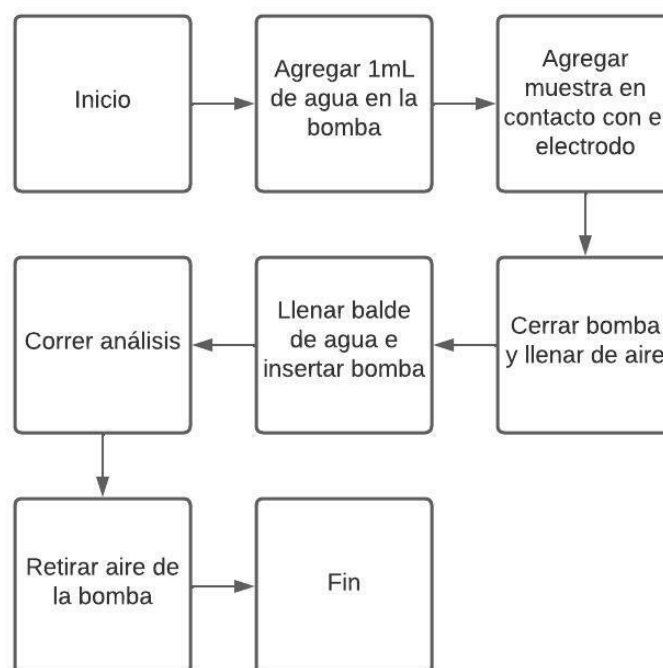 Inicio
Agregar 1mL
de agua en la
bomba
Agregar
muestra en
contacto con e
electrodo
Cerrar bomba
y llenar de aire
Llenar balde
de agua e
insertar bomba
Correr análisis
Retirar aire de
la bomba
Fin